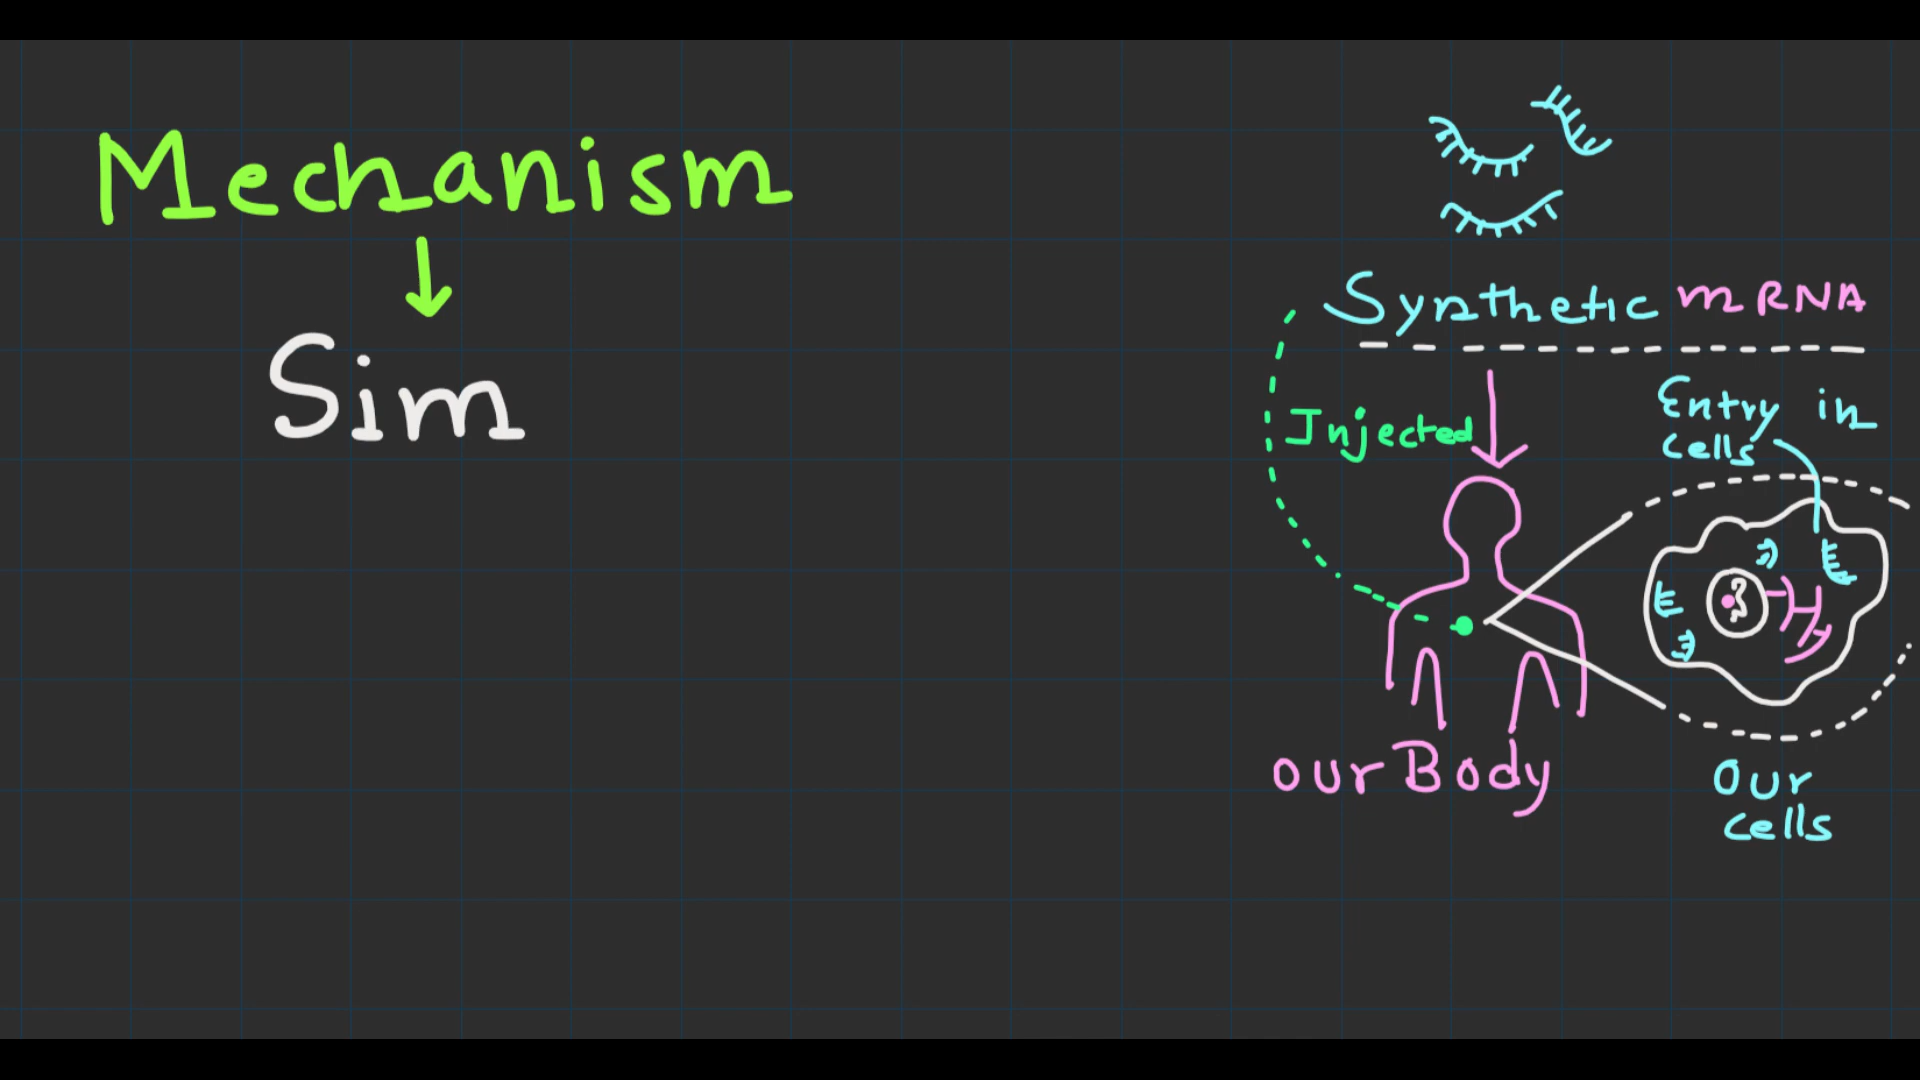 Mechanism
Sim
Synthetic mRNA
Injected
Entry in
cells
our Body
Our
cells